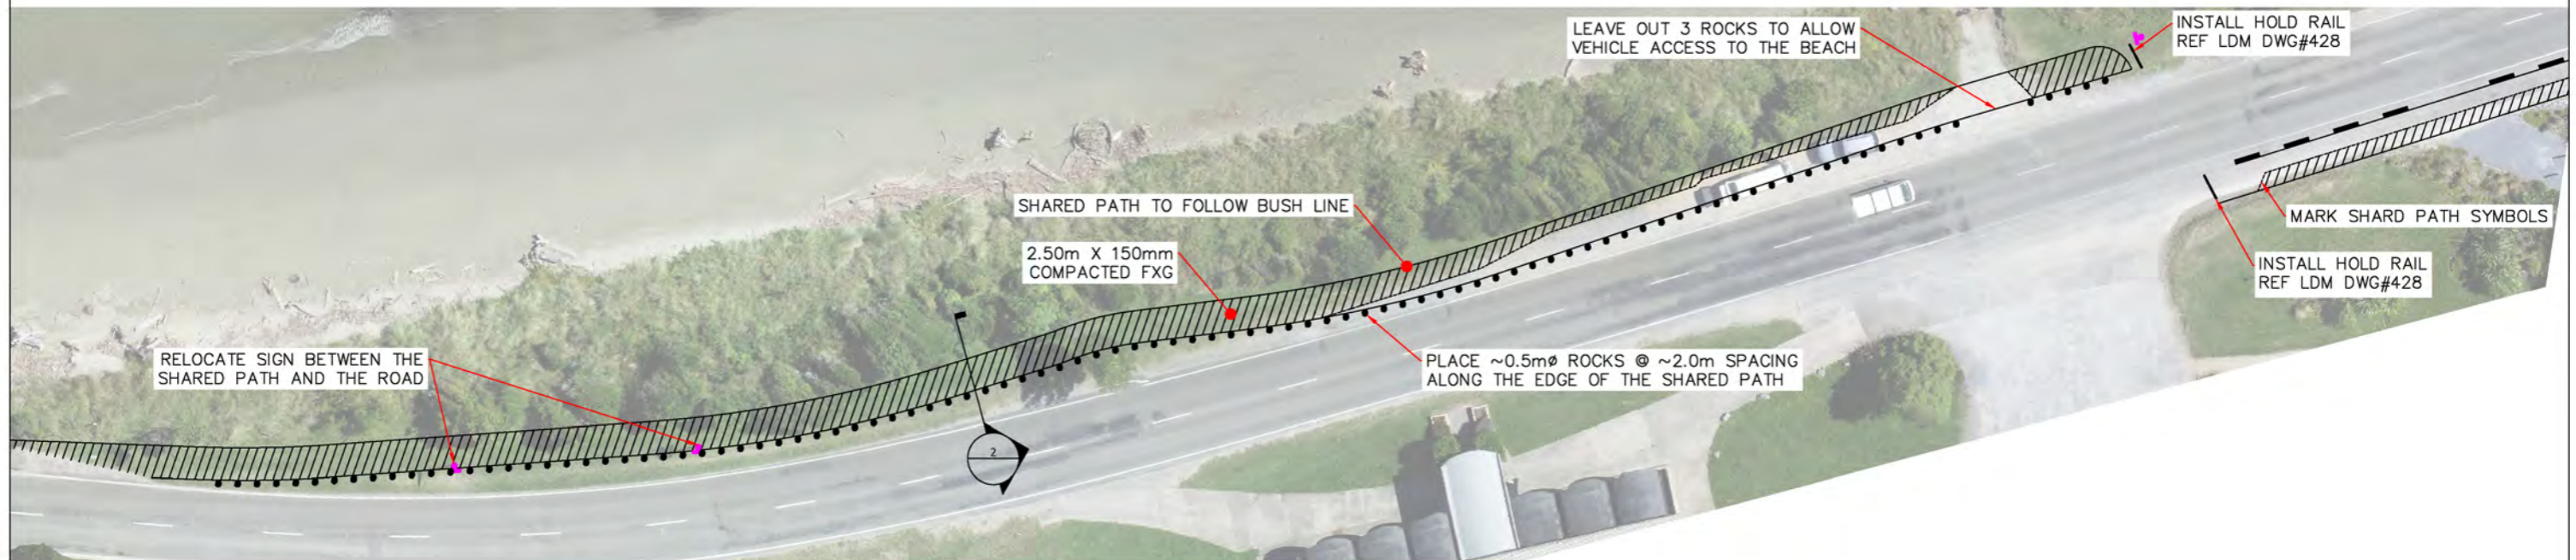 LEAVE OUT 3 ROCKS TO ALLOW
VEHICLE ACCESS TO THE BEACH
INSTALL HOLD RAIL
REF LDM DWG#428
SHARED PATH TO FOLLOW BUSH LINE
2.50m X 150mm
COMPACTED FXG
MARK SHARD PATH SYMBOLS
INSTALL HOLD RAIL
REF LDM DWG#428
RELOCATE SIGN BETWEEN THE
SHARED PATH AND THE ROAD
PLACE ~0.5mø ROCKS @ ~2.0m SPACING
ALONG THE EDGE OF THE SHARED PATH
2